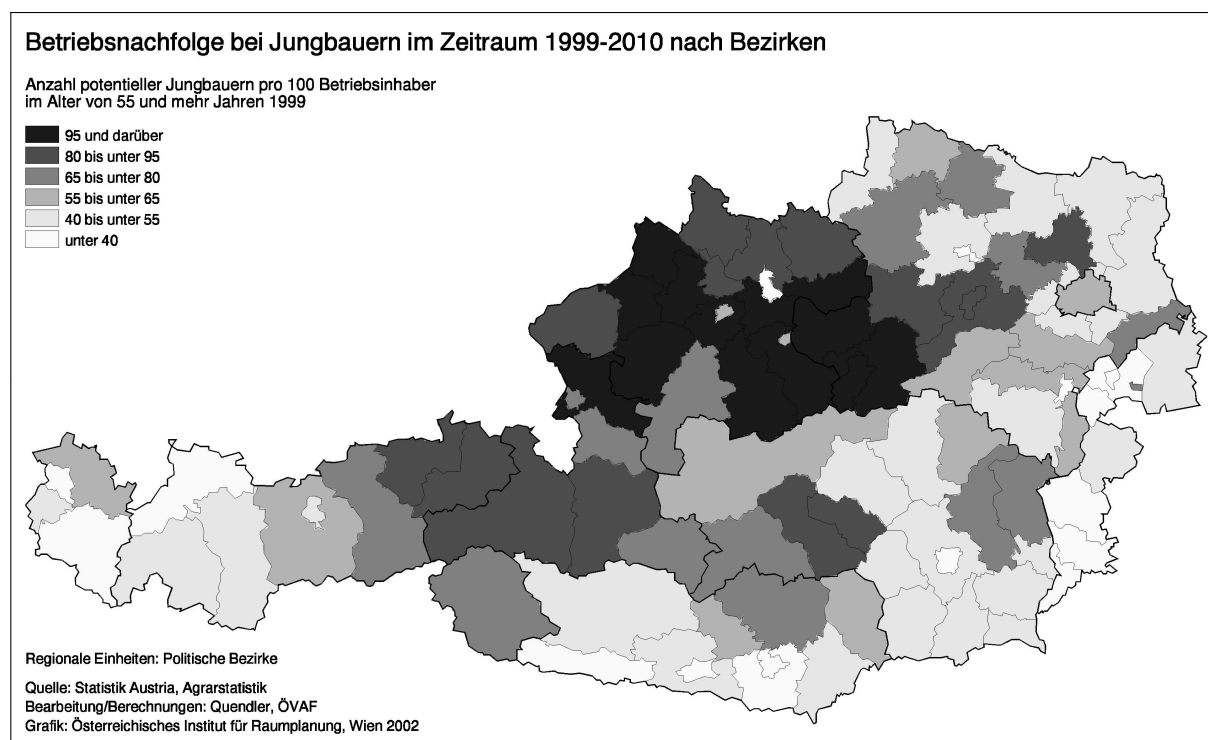 Betriebsnachfolge bei Jungbauern im Zeitraum 1999-2010 nach Bezirken
Anzahl potentieller Jungbauern pro 100 Betriebsinhaber
im Alter von 55 und mehr Jahren 1999
95 und darüber
80 bis unter 95
65 bis unter 80
55 bis unter 65
40 bis unter 55
unter 40
Regionale Einheiten: Politische Bezirke
Quelle: Statistik Austria, Agrarstatistik
Bearbeitung/Berechnungen: Quendler, ÖVAF
Grafik: Österreichisches Institut für Raumplanung, Wien 2002